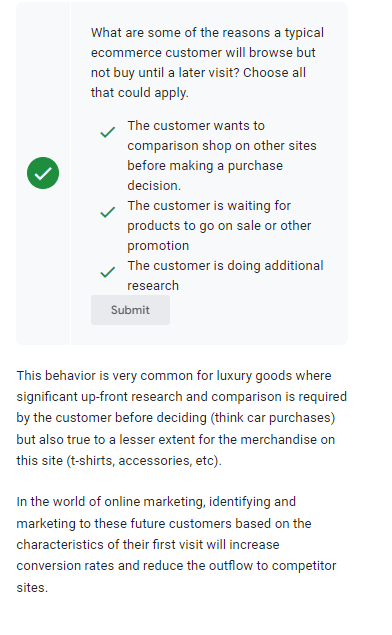 What are some of the reasons a typical
ecommerce customer will browse but
not buy until a later visit? Choose all
that could apply.
The customer wants to
comparison shop on other sites
before making a purchase
decision.
The customer is waiting for
products to go on sale or other
promotion
The customer is doing additional
research
Submit
This behavior is very common for luxury goods where
significant up-front research and comparison is required
by the customer before deciding (think car purchases)
but also true to a lesser extent for the merchandise on
this site (t-shirts, accessories, etc).
In the world of online marketing, identifying and
marketing to these future customers based on the
characteristics of their first visit will increase
conversion rates and reduce the outflow to competitor
sites.